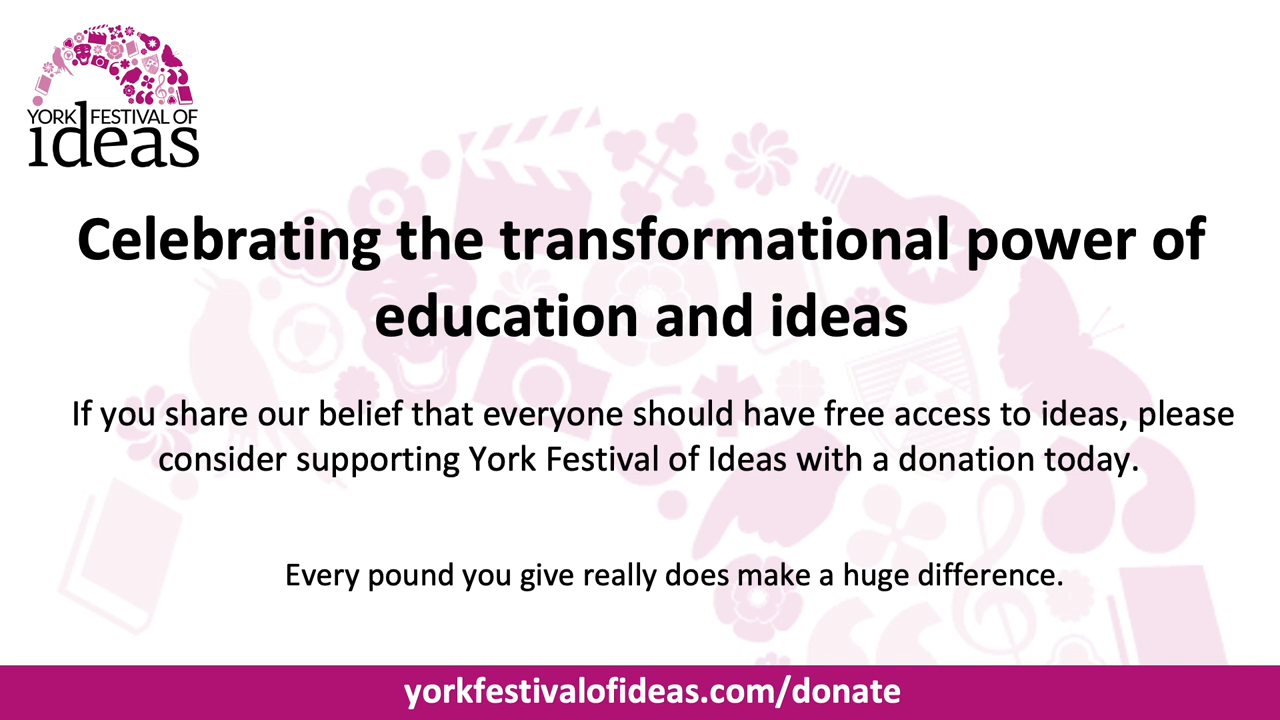 YORK FESTIVAL OF
ideas
Celebrating the transformational power of
education and ideas
If you share our belief that everyone should have free access to ideas, please
consider supporting York Festival of Ideas with a donation today.
Every pound you give really does make a huge difference.
yorkfestivalofideas.com/donate